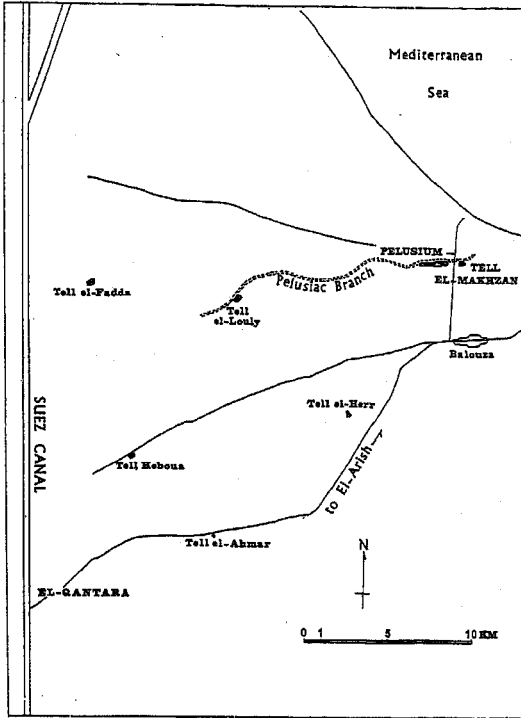 Mediterranean
Sea
PELUSIUM
TELL
EL-MAKHZAN
Pelusiac Branch
Tell el-Fadda
Tell
el-Louly
Balouza
Tell el-Herr
SUEZ CANAL
to El-Arish
Tell Heboua
Tell el-Ahmar
N
EL-QANTARA
0 1 5 10 KM